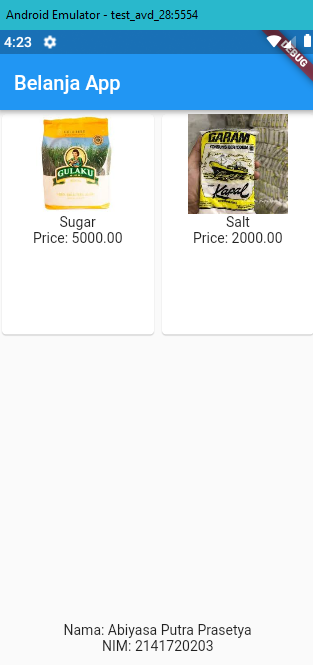 Android Emulator - test_avd_28:5554
4:23
DEBUG
Belanja App
GULAKU
GARAM
Kapal
Sugar
Salt
Price: 5000.00
Price: 2000.00
Nama: Abiyasa Putra Prasetya
NIM: 2141720203